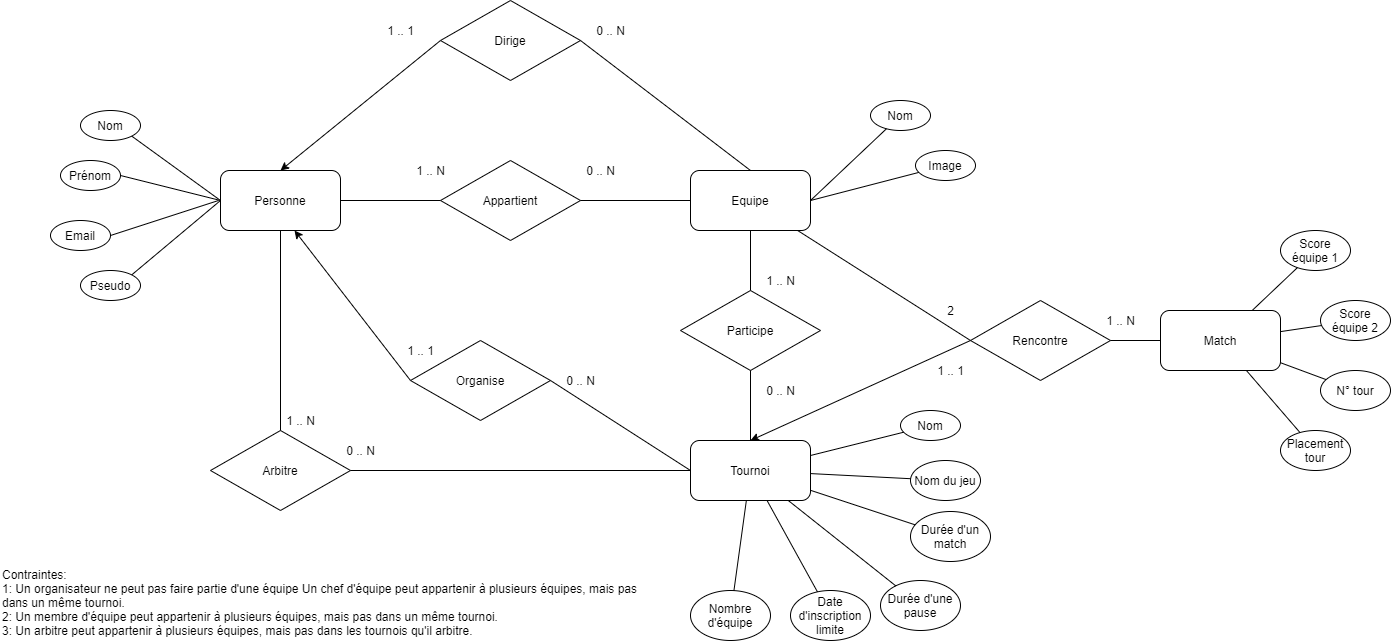 1 .. 1
Dirige
0 .. N
Nom
Prénom
Email
Pseudo
Personne
1 .. N
Appartient
0 .. N
Equipe
Nom
Image
1 .. N
Participe
0 .. N
2
1 .. 1
Rencontre
1 .. N
Match
Score
équipe 1
Score
équipe 2
N° tour
Placement
tour
1 .. 1
Organise
0 .. N
1 .. N
Arbitre
0 .. N
Tournoi
Nom
Nom du jeu
Durée d'un
match
Durée d'une
pause
Date
d'inscription
limite
Nombre
d'équipe
Contraintes:
1: Un organisateur ne peut pas faire partie d'une équipe Un chef d'équipe peut appartenir à plusieurs équipes, mais pas
dans un même tournoi.
2: Un membre d'équipe peut appartenir à plusieurs équipes, mais pas dans un même tournoi.
3: Un arbitre peut appartenir à plusieurs équipes, mais pas dans les tournois qu'il arbitre.